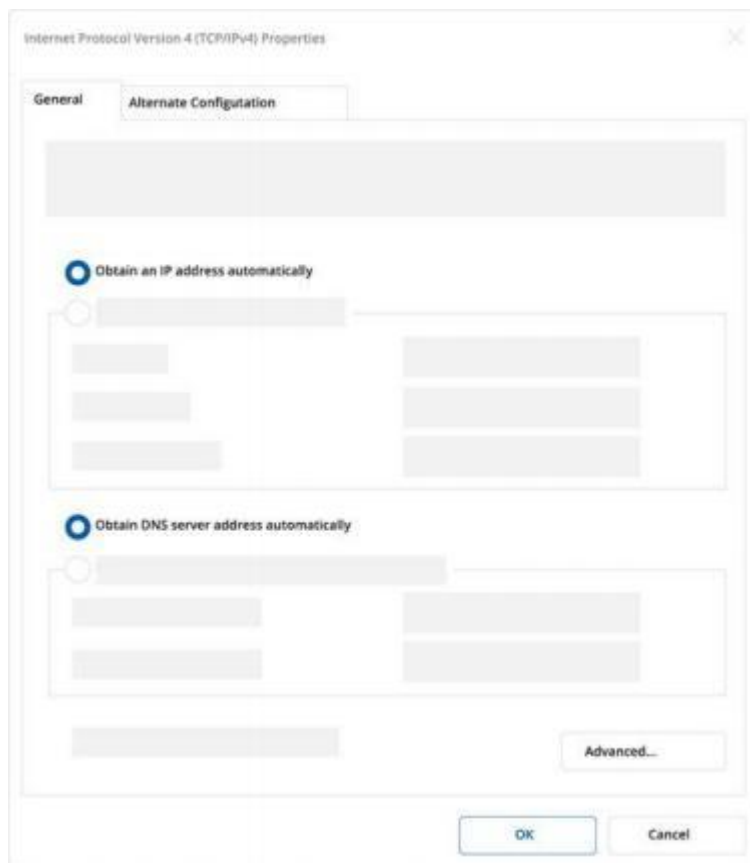 Internet Protocol Version 4 (TCP/IPv4) Properties
General
Alternate Configutation
Obtain an IP address automatically
Obtain DNS server address automatically
Advanced...
OK
Cancel